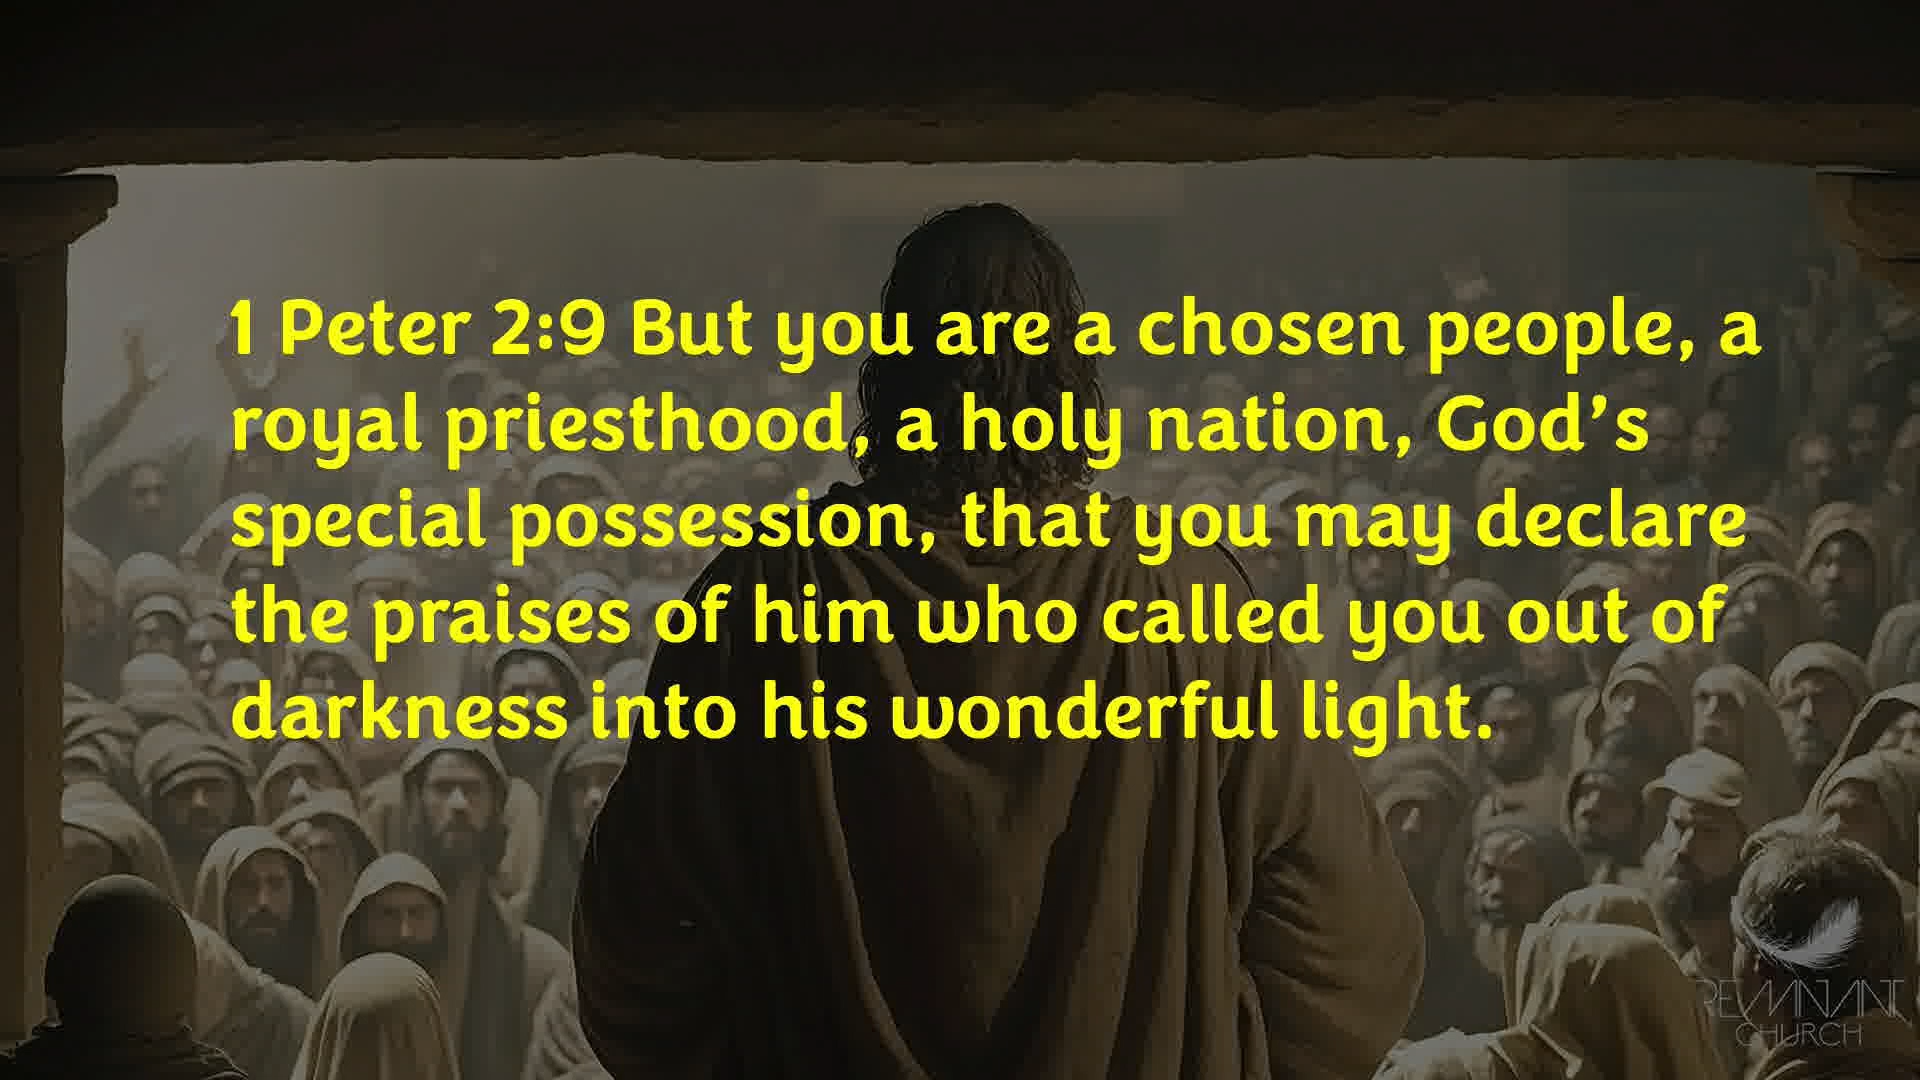 1 Peter 2:9 But you are a chosen people, a
royal priesthood, a holy nation, God’s
special possession, that you may declare
the praises of him who called you out of
darkness into his wonderful light.
REMNANT
CHURCH